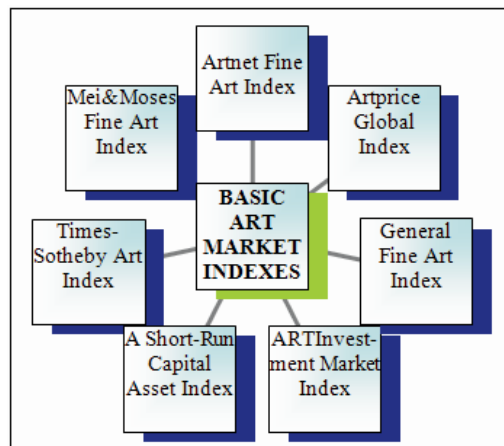 Artnet Fine
Art Index
Mei&Moses
Fine Art
Index
Artprice
Global
Index
BASIC
ART
MARKET
INDEXES
Times-
Sotheby Art
Index
General
Fine Art
Index
A Short-Run
Capital
Asset Index
ARTInvest-
ment Market
Index